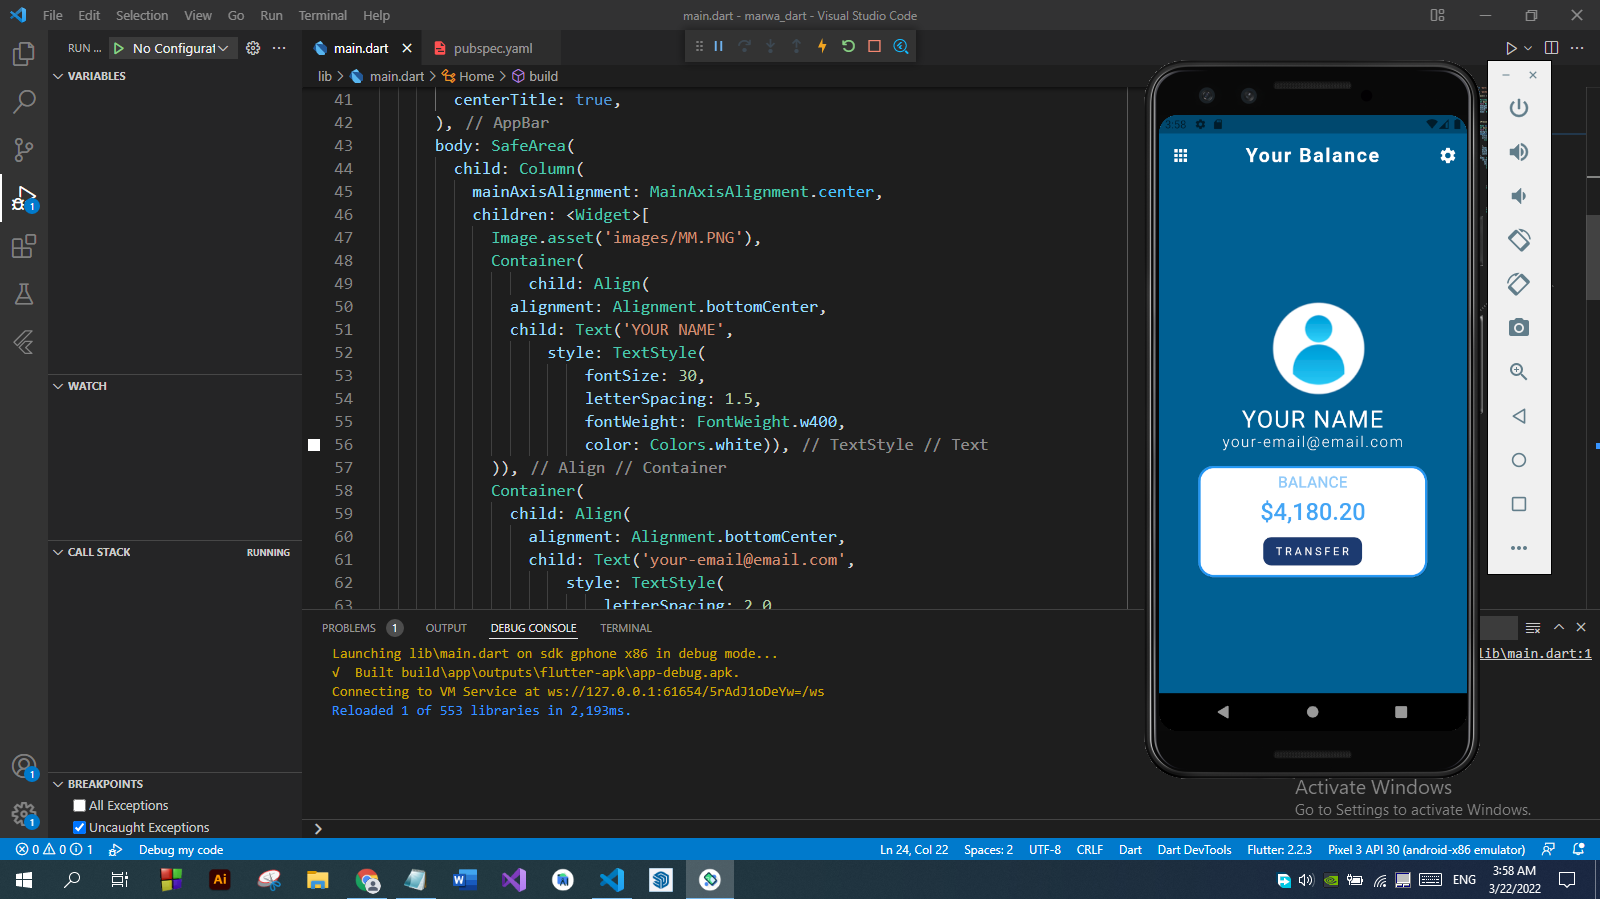 File Edit Selection View Go Run Terminal Help
main.dart - marwa_dart - Visual Studio Code
RUN ... No Configurat
main.dart
pubspec.yaml
lib > main.dart > Home > build
VARIABLES
WATCH
CALL STACK RUNNING
BREAKPOINTS
All Exceptions
Uncaught Exceptions
41 centerTitle: true,
42 ), // AppBar
43 body: SafeArea(
44 child: Column(
45 mainAxisAlignment: MainAxisAlignment.center,
46 children: <Widget>[
47 Image.asset('images/MM.PNG'),
48 Container(
49 child: Align(
50 alignment: Alignment.bottomCenter,
51 child: Text('YOUR NAME',
52 style: TextStyle(
53 fontSize: 30,
54 letterSpacing: 1.5,
55 fontWeight: FontWeight.w400,
56 color: Colors.white)), // TextStyle // Text
57 )), // Align // Container
58 Container(
59 child: Align(
60 alignment: Alignment.bottomCenter,
61 child: Text('your-email@email.com',
62 style: TextStyle(
63 letterSpacing: 2.0
PROBLEMS 1 OUTPUT DEBUG CONSOLE TERMINAL
Launching lib\main.dart on sdk gphone x86 in debug mode...
√ Built build\app\outputs\flutter-apk\app-debug.apk.
Connecting to VM Service at ws://127.0.0.1:61654/5rAdJ1oDeYw=/ws
Reloaded 1 of 553 libraries in 2,193ms.
lib\main.dart:1
3:58
Your Balance
YOUR NAME
your-email@email.com
BALANCE
$4,180.20
TRANSFER
Activate Windows
Go to Settings to activate Windows.
1
1
1
0 0 1 Debug my code
Ln 24, Col 22 Spaces: 2 UTF-8 CRLF Dart Dart DevTools Flutter: 2.2.3 Pixel 3 API 30 (android-x86 emulator)
Ai
ENG
3:58 AM
3/22/2022